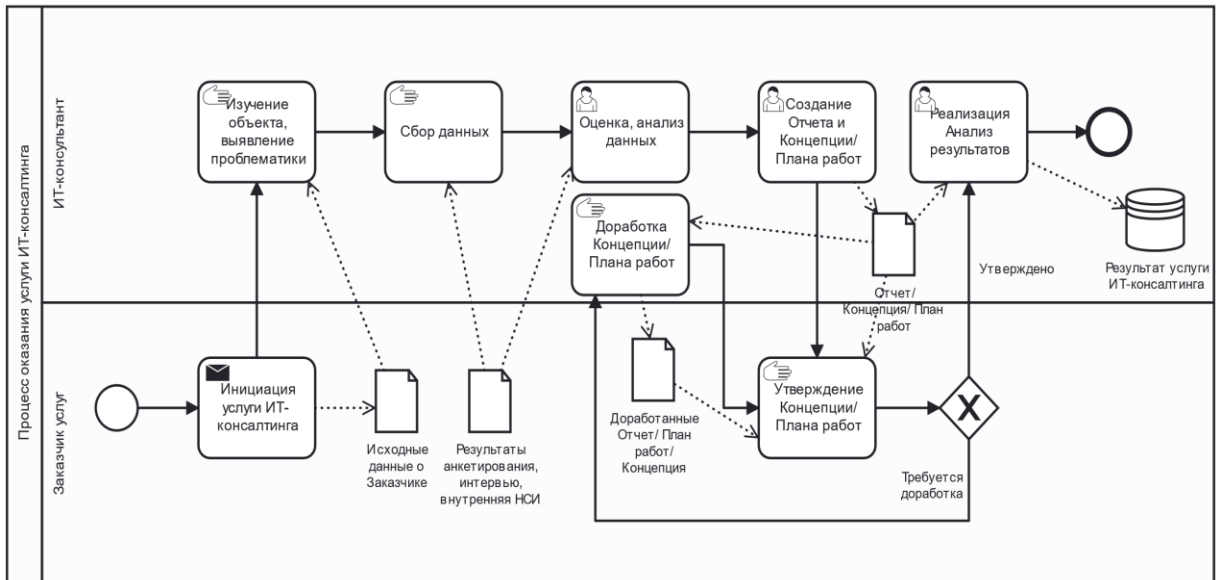 Процесс оказания услуги ИТ-консалтинга
ИТ-консультант
Изучение
объекта,
выявление
проблематики
Сбор данных
Оценка, анализ
данных
Создание
Отчета и
Концепции/
Плана работ
Реализация
Анализ
результатов
Доработка
Концепции/
Плана работ
Отчет/
Концепция/ План
работ
Утверждено
Результат услуги
ИТ-консалтинга
Заказчик услуг
Инициация
услуги ИТ-
консалтинга
Исходные
данные о
Заказчике
Результаты
анкетирования,
интервью,
внутренняя НСИ
Доработанные
Отчет/ План
работ/
Концепция
Утверждение
Концепции/
Плана работ
X
Требуется
доработка